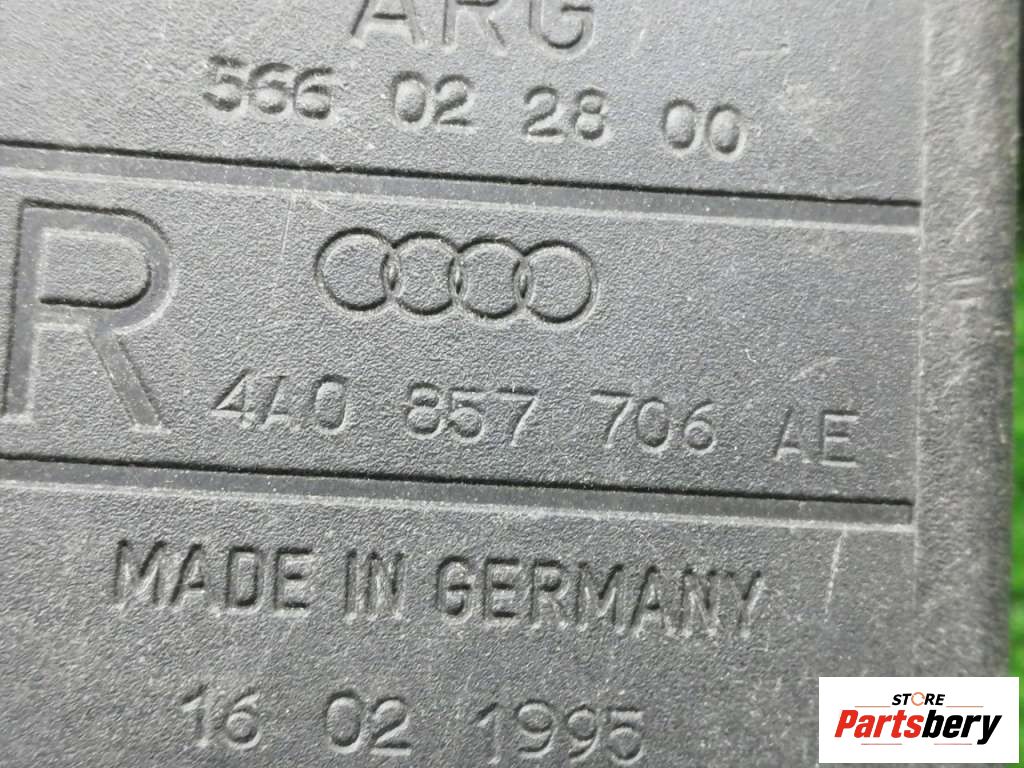 ARG
566 02 28 00
R
4A0 857 706 AE
MADE IN GERMANY
16 02 1995
STORE
Partsbery